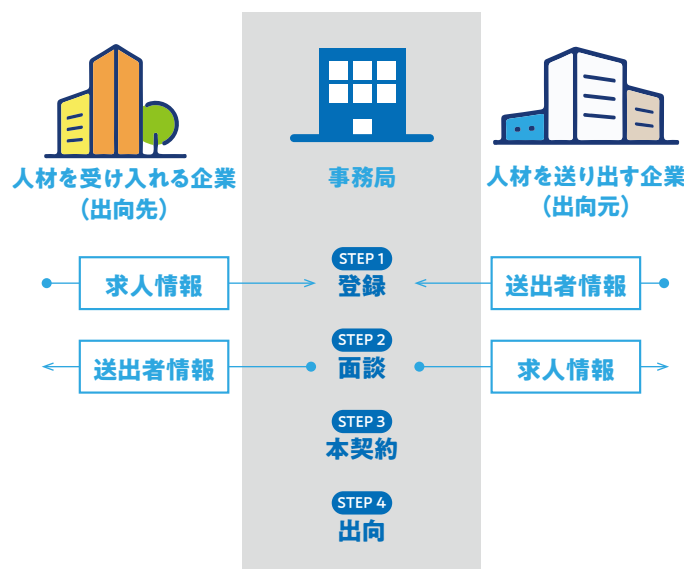 人材を受け入れる企業
(出向先)
事務局
人材を送り出す企業
(出向元)
STEP 1
登録
求人情報
送出者情報
STEP 2
面談
送出者情報
求人情報
STEP 3
本契約
STEP 4
出向